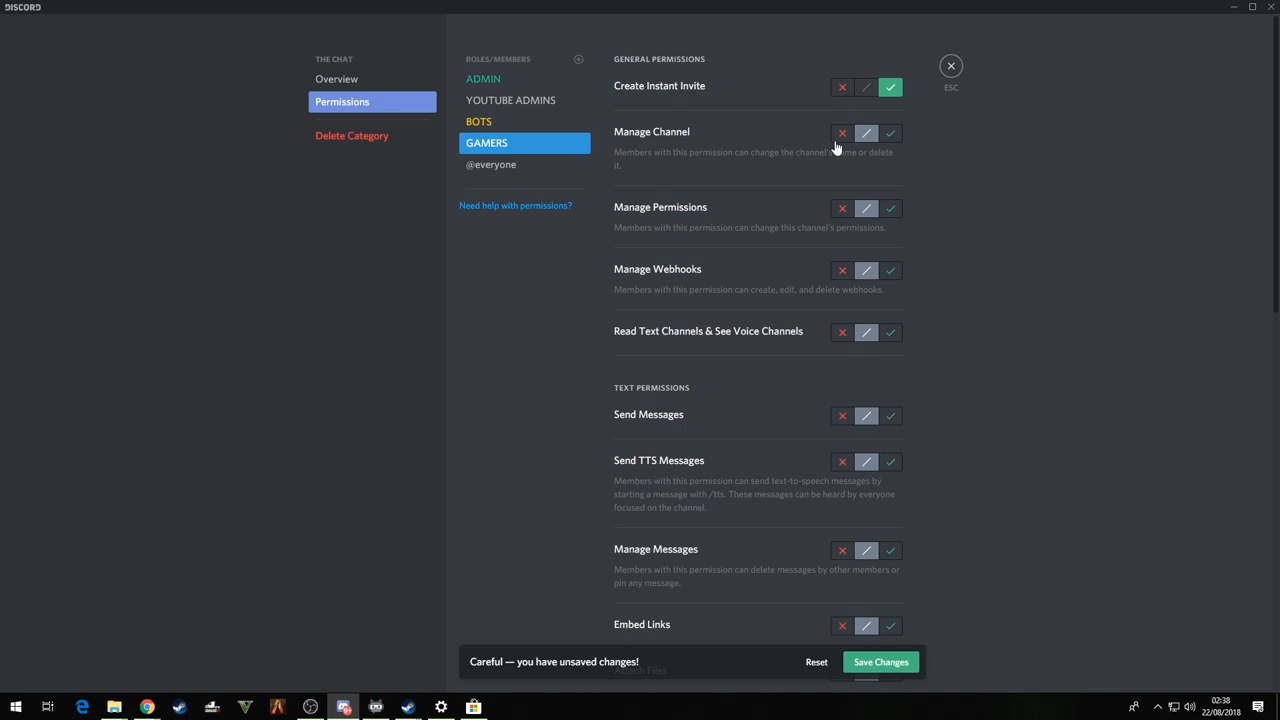 DISCORD
THE CHAT
Overview
Permissions
Delete Category
ROLES/MEMBERS
ADMIN
YOUTUBE ADMINS
BOTS
GAMERS
@everyone
Need help with permissions?
GENERAL PERMISSIONS
Create Instant Invite
ESC
Manage Channel
Members with this permission can change the channel's name or delete
it.
Manage Permissions
Members with this permission can change this channel's permissions.
Manage Webhooks
Members with this permission can create, edit, and delete webhooks.
Read Text Channels & See Voice Channels
TEXT PERMISSIONS
Send Messages
Send TTS Messages
Members with this permission can send text-to-speech messages by
starting a message with /tts. These messages can be heard by everyone
focused on the channel.
Manage Messages
Members with this permission can delete messages by other members or
pin any message.
Embed Links
Careful — you have unsaved changes!
Reset
Save Changes
Attach Files
02:38
22/08/2018